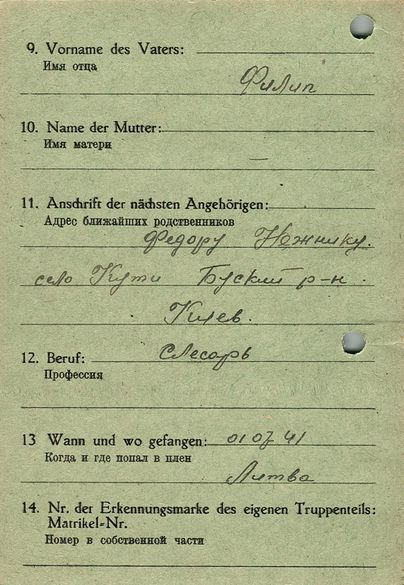 9. Vorname des Vaters:
Имя отца
Филип
10. Name der Mutter:
Имя матери
—
11. Anschrift der nächsten Angehörigen:
Адрес ближайших родственников
Федору Нежнику.
село Кути Буский р-н.
Киев.
12. Beruf: Слесарь
Профессия
13 Wann und wo gefangen: 01 07 41
Когда и где попал в плен
Литва
14. Nr. der Erkennungsmarke des eigenen Truppenteils:
Matrikel-Nr.
Номер в собственной части